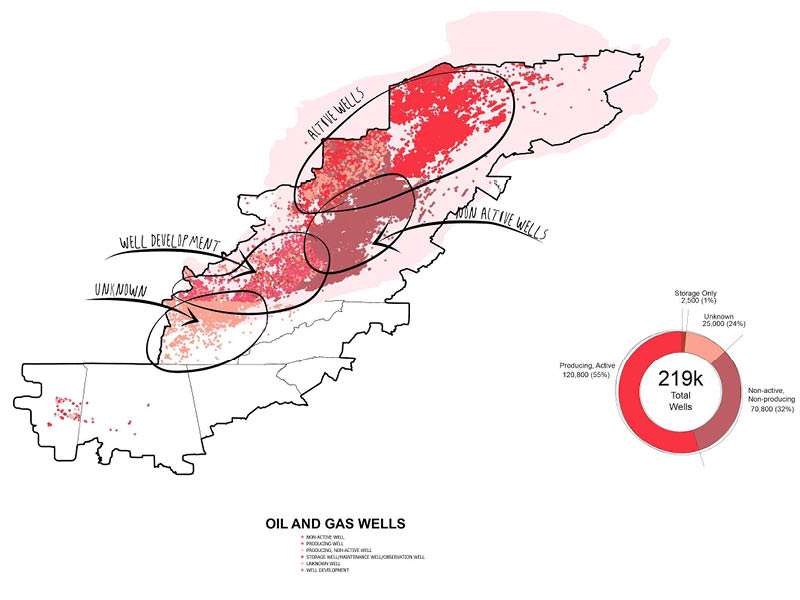 ACTIVE WELLS
NON ACTIVE WELLS
WELL DEVELOPMENT
UNKNOWN
Storage Only
2,500 (1%)
Unknown
25,000 (24%)
Producing, Active
120,800 (55%)
219k
Total
Wells
Non-active,
Non-producing
70,800 (32%)
OIL AND GAS WELLS
NON-ACTIVE WELL
PRODUCING WELL
PRODUCING, NON-ACTIVE WELL
STORAGE WELL/MAINTENANCE WELL/OBSERVATION WELL
UNKNOWN WELL
WELL DEVELOPMENT